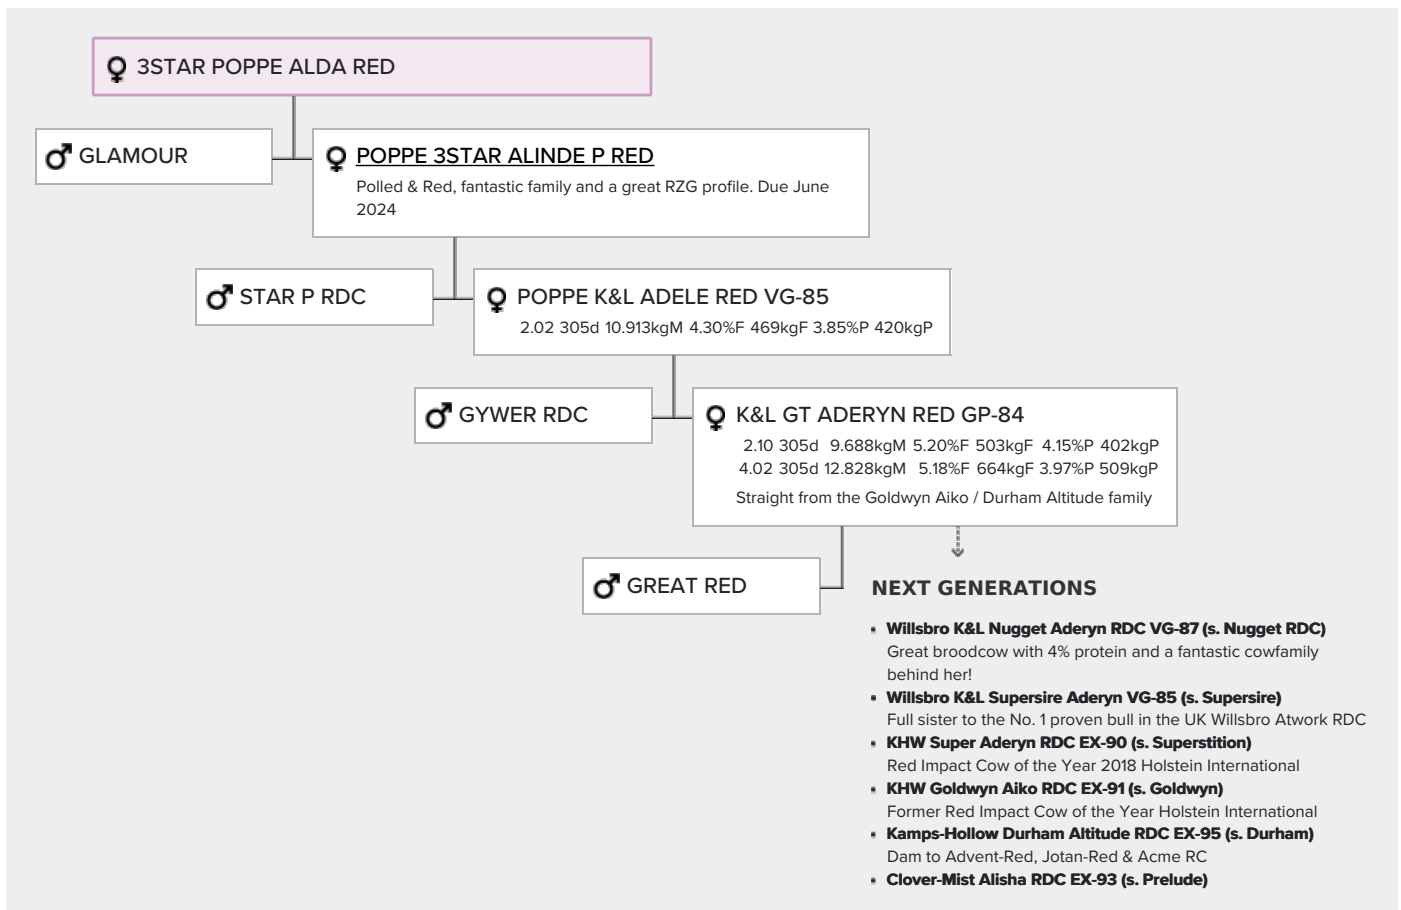 3STAR POPPE ALDA RED
GLAMOUR
POPPE 3STAR ALINDE P RED
Polled & Red, fantastic family and a great RZG profile. Due June
2024
STAR P RDC
POPPE K&L ADELE RED VG-85
2.02 305d 10.913kgM 4.30%F 469kgF 3.85%P 420kgP
GYWER RDC
K&L GT ADERYN RED GP-84
2.10 305d 9.688kgM 5.20%F 503kgF 4.15%P 402kgP
4.02 305d 12.828kgM 5.18%F 664kgF 3.97%P 509kgP
Straight from the Goldwyn Aiko / Durham Altitude family
GREAT RED
NEXT GENERATIONS
Willsbro K&L Nugget Aderyn RDC VG-87 (s. Nugget RDC)
Great broodcow with 4% protein and a fantastic cowfamily
behind her!
Willsbro K&L Supersire Aderyn VG-85 (s. Supersire)
Full sister to the No. 1 proven bull in the UK Willsbro Atwork RDC
KHW Super Aderyn RDC EX-90 (s. Superstition)
Red Impact Cow of the Year 2018 Holstein International
KHW Goldwyn Aiko RDC EX-91 (s. Goldwyn)
Former Red Impact Cow of the Year Holstein International
Kamps-Hollow Durham Altitude RDC EX-95 (s. Durham)
Dam to Advent-Red, Jotan-Red & Acme RC
Clover-Mist Alisha RDC EX-93 (s. Prelude)